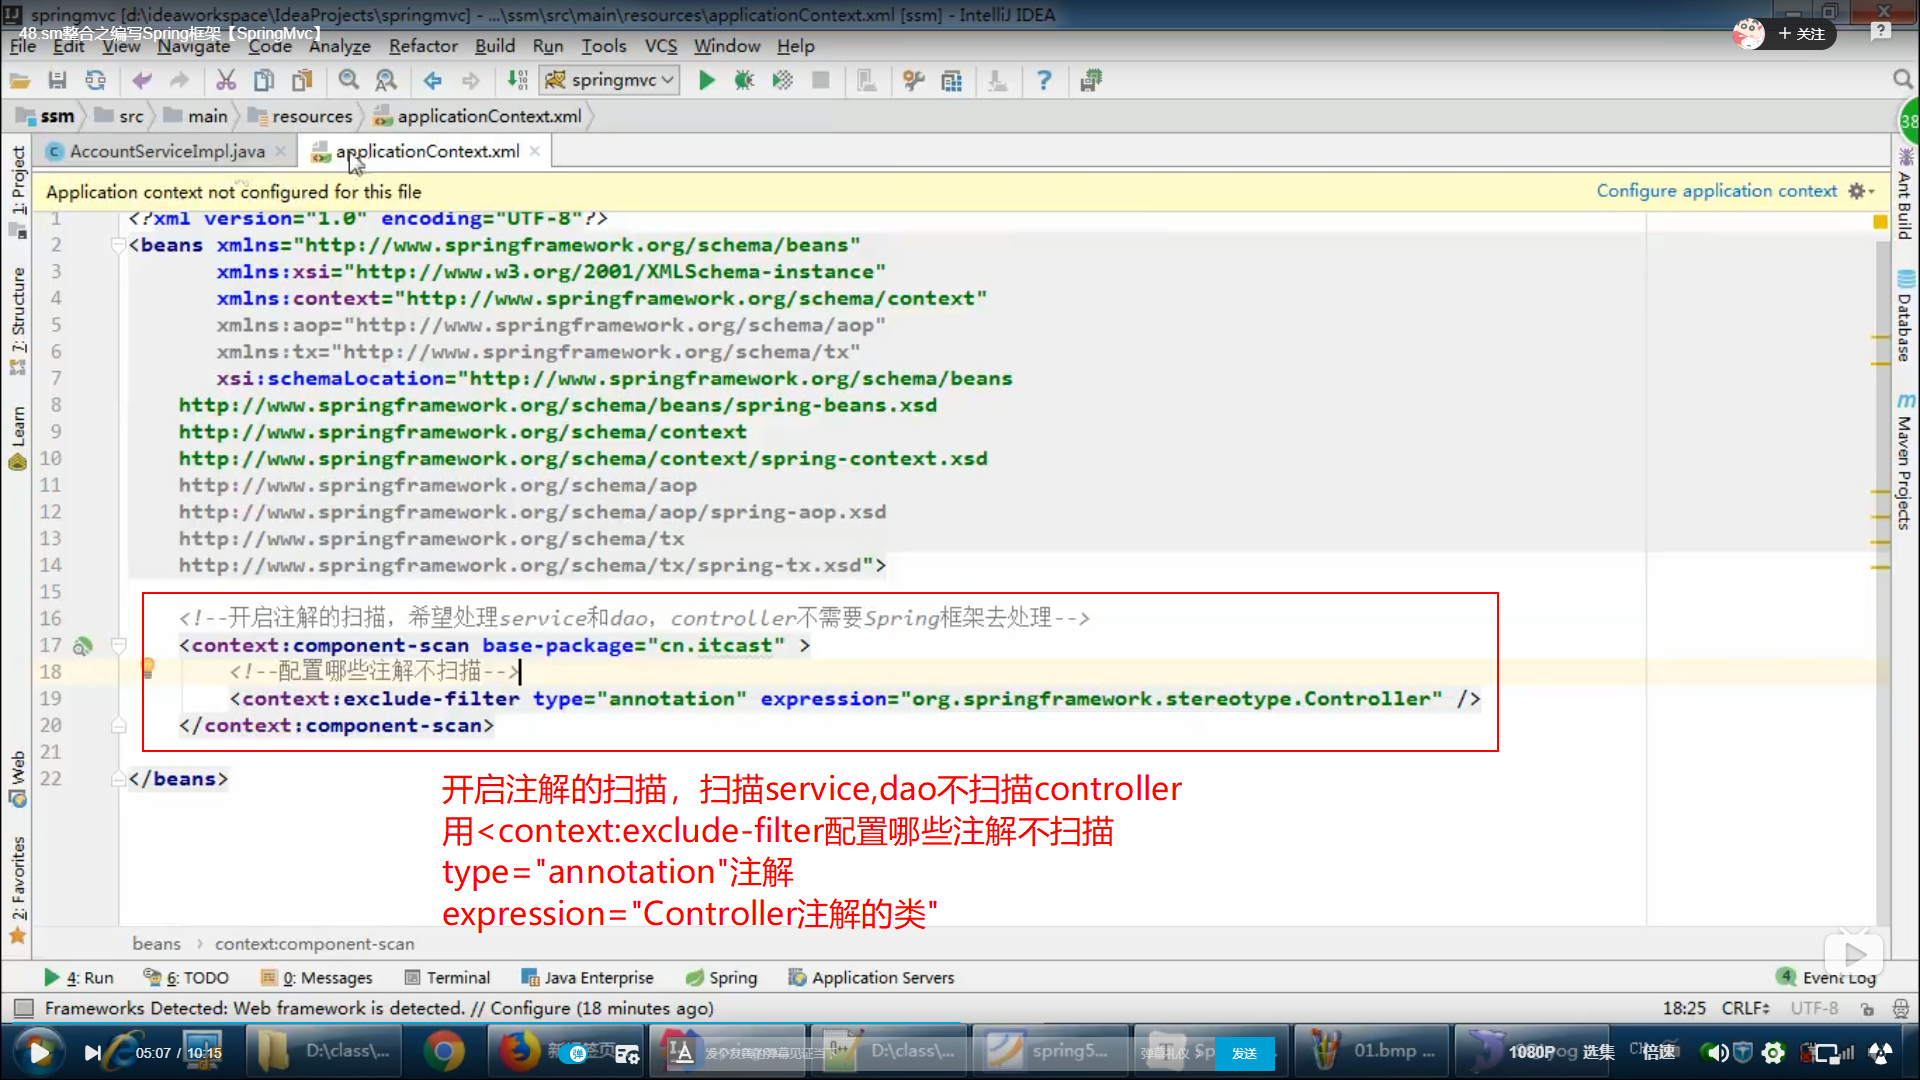 springmvc [d:\ideaworkspace\IdeaProjects\springmvc] - ...\ssm\src\main\resources\applicationContext.xml [ssm] - IntelliJ IDEA
48.sm整合之编写Spring框架【SpringMvc】
File Edit View Navigate Code Analyze Refactor Build Run Tools VCS Window Help
+ 关注
springmvc
ssm src main resources applicationContext.xml
38
AccountServiceImpl.java applicationContext.xml
Application context not configured for this file Configure application context
1 <?xml version="1.0" encoding="UTF-8"?>
2 <beans xmlns="http://www.springframework.org/schema/beans"
3 xmlns:xsi="http://www.w3.org/2001/XMLSchema-instance"
4 xmlns:context="http://www.springframework.org/schema/context"
5 xmlns:aop="http://www.springframework.org/schema/aop"
6 xmlns:tx="http://www.springframework.org/schema/tx"
7 xsi:schemaLocation="http://www.springframework.org/schema/beans
8 http://www.springframework.org/schema/beans/spring-beans.xsd
9 http://www.springframework.org/schema/context
10 http://www.springframework.org/schema/context/spring-context.xsd
11 http://www.springframework.org/schema/aop
12 http://www.springframework.org/schema/aop/spring-aop.xsd
13 http://www.springframework.org/schema/tx
14 http://www.springframework.org/schema/tx/spring-tx.xsd">
15
16 <!--开启注解的扫描，希望处理service和dao，controller不需要Spring框架去处理-->
17 <context:component-scan base-package="cn.itcast" >
18 <!--配置哪些注解不扫描-->
19 <context:exclude-filter type="annotation" expression="org.springframework.stereotype.Controller" />
20 </context:component-scan>
21
22 </beans>
开启注解的扫描，扫描service,dao不扫描controller
用<context:exclude-filter配置哪些注解不扫描
type="annotation"注解
expression="Controller注解的类"
1: Project
7: Structure
Learn
Web
2: Favorites
Ant Build
Database
Maven Projects
beans › context:component-scan
4: Run 6: TODO 0: Messages Terminal Java Enterprise Spring Application Servers 4 Event Log
Frameworks Detected: Web framework is detected. // Configure (18 minutes ago) 18:25 CRLF UTF-8
05:07 / 10:15 D:\class\... 弹 D:\class\... spring5... 弹幕礼仪 > 发送 01.bmp ... 1080P 选集 倍速